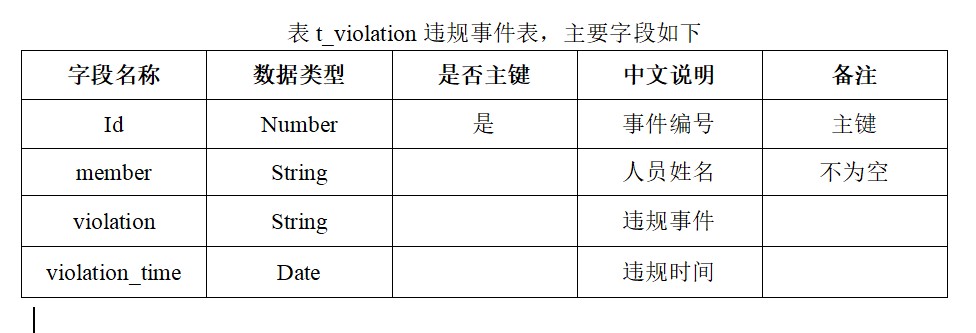 表 t_violation 违规事件表，主要字段如下
字段名称 数据类型 是否主键 中文说明 备注
Id Number 是 事件编号 主键
member String 人员姓名 不为空
violation String 违规事件
violation_time Date 违规时间